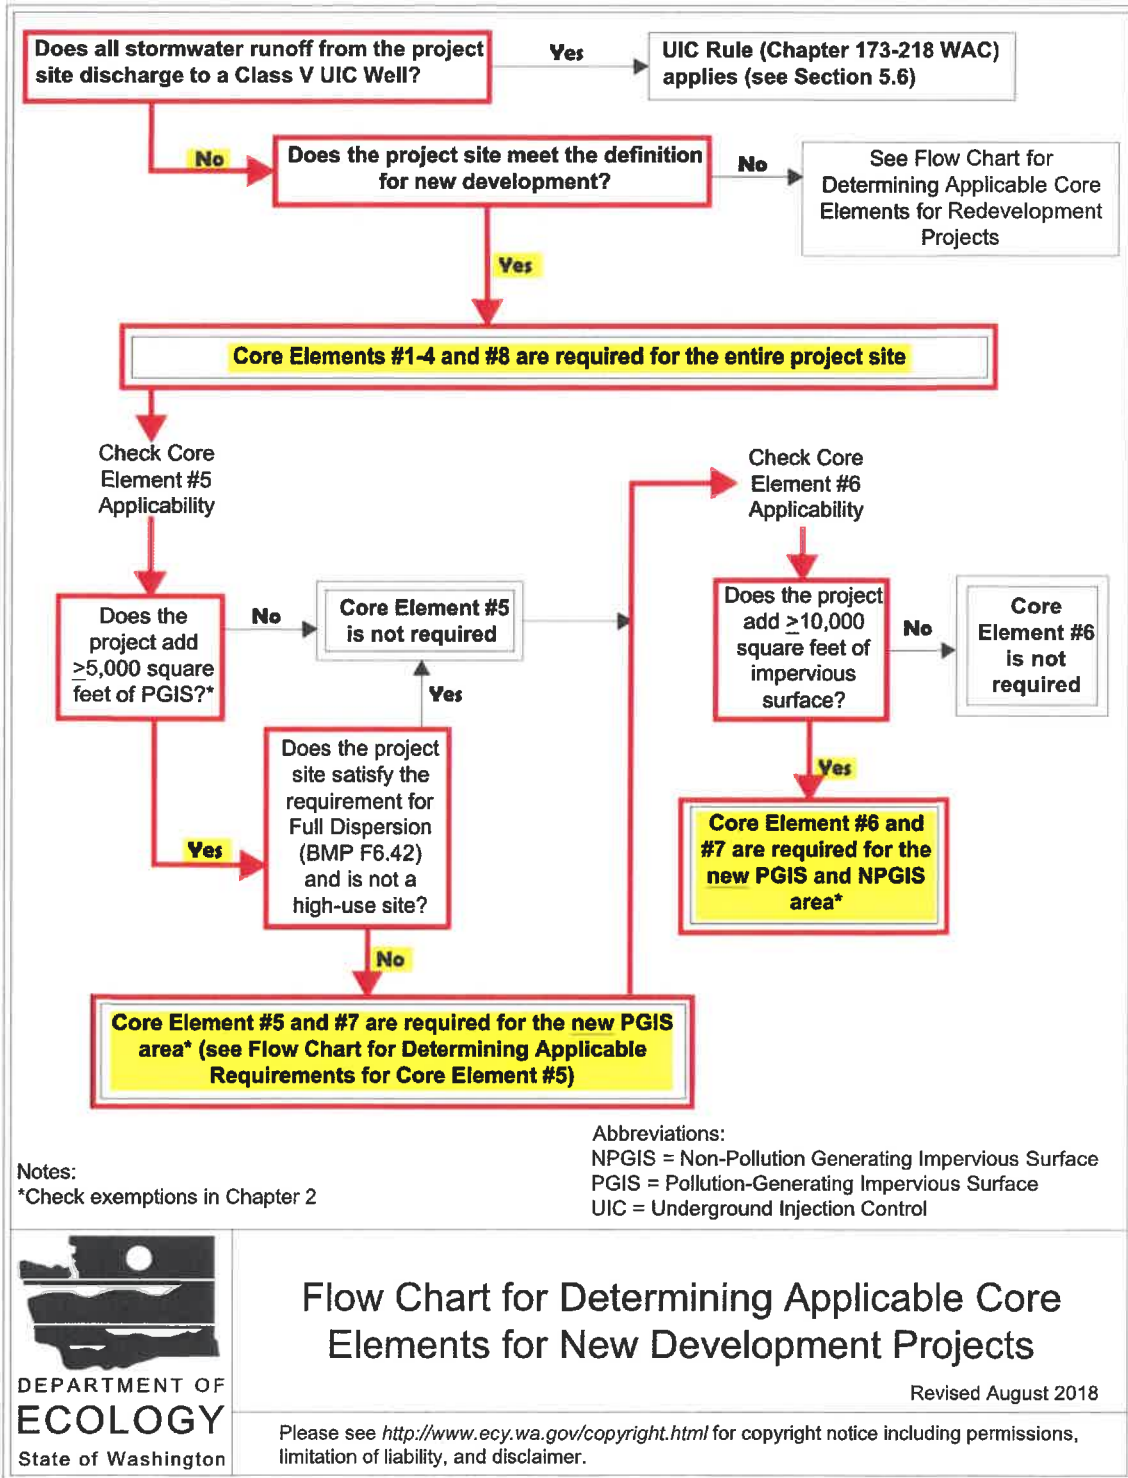 Does all stormwater runoff from the project
site discharge to a Class V UIC Well?
Yes
UIC Rule (Chapter 173-218 WAC)
applies (see Section 5.6)
No
Does the project site meet the definition
for new development?
No
See Flow Chart for
Determining Applicable Core
Elements for Redevelopment
Projects
Yes
Core Elements #1-4 and #8 are required for the entire project site
Check Core
Element #5
Applicability
Does the
project add
≥5,000 square
feet of PGIS?*
No
Core Element #5
is not required
Yes
Yes
Does the project
site satisfy the
requirement for
Full Dispersion
(BMP F6.42)
and is not a
high-use site?
No
Core Element #5 and #7 are required for the new PGIS
area* (see Flow Chart for Determining Applicable
Requirements for Core Element #5)
Check Core
Element #6
Applicability
Does the project
add ≥10,000
square feet of
impervious
surface?
No
Core
Element #6
is not
required
Yes
Core Element #6 and
#7 are required for the
new PGIS and NPGIS
area*
Notes:
*Check exemptions in Chapter 2
Abbreviations:
NPGIS = Non-Pollution Generating Impervious Surface
PGIS = Pollution-Generating Impervious Surface
UIC = Underground Injection Control
DEPARTMENT OF
ECOLOGY
State of Washington
Flow Chart for Determining Applicable Core
Elements for New Development Projects
Revised August 2018
Please see http://www.ecy.wa.gov/copyright.html for copyright notice including permissions,
limitation of liability, and disclaimer.